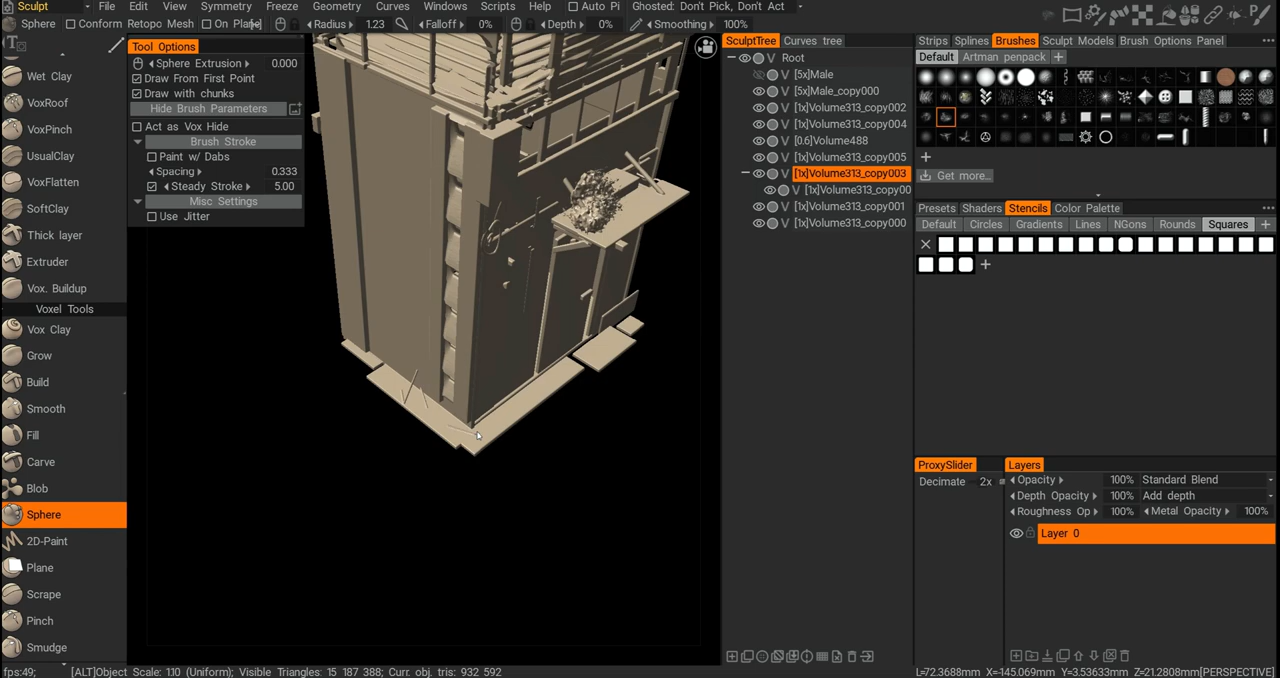 Sculpt File Edit View Symmetry Freeze Geometry Curves Windows Scripts Help Auto Pi Ghosted: Don't Pick, Don't Act
Sphere Conform Retopo Mesh On Plane Radius 1.23 Falloff 0% Depth 0% Smoothing 100%
Tool Options
Sphere Extrusion 0.000
Draw From First Point
Draw with chunks
Hide Brush Parameters
Act as Vox Hide
Brush Stroke
Paint w/ Dabs
Spacing 0.333
Steady Stroke 5.00
Misc Settings
Use Jitter
Wet Clay
VoxRoof
VoxPinch
UsualClay
VoxFlatten
SoftClay
Thick layer
Extruder
Vox. Buildup
Voxel Tools
Vox Clay
Grow
Build
Smooth
Fill
Carve
Blob
Sphere
2D-Paint
Plane
Scrape
Pinch
Smudge
SculptTree Curves tree
Root
[5x]Male
[5x]Male_copy000
[1x]Volume313_copy002
[1x]Volume313_copy004
[0.6]Volume488
[1x]Volume313_copy005
[1x]Volume313_copy003
[1x]Volume313_copy00
[1x]Volume313_copy001
[1x]Volume313_copy000
Strips Splines Brushes Sculpt Models Brush Options Panel
Default Artman penpack
Get more...
Presets Shaders Stencils Color Palette
Default Circles Gradients Lines NGons Rounds Squares
ProxySlider
Decimate 2x
Layers
Opacity 100% Standard Blend
Depth Opacity 100% Add depth
Roughness Op 100% Metal Opacity 100%
Layer 0
fps:49; [ALT]Object Scale: 1.10 (Uniform); Visible Triangles: 15 187 388; Curr. obj. tris: 932 592
L=72.3688mm X=-145.069mm Y=3.53633mm Z=21.2808mm[PERSPECTIVE]